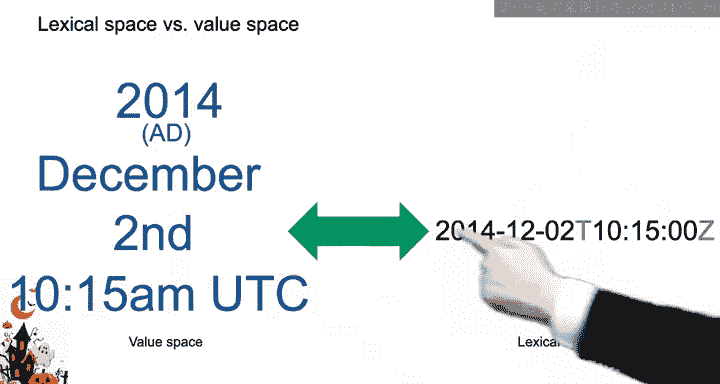 Lexical space vs. value space
2014
(AD)
December
2nd
10:15am UTC
2014-12-02T10:15:00Z
Value space
Lexical